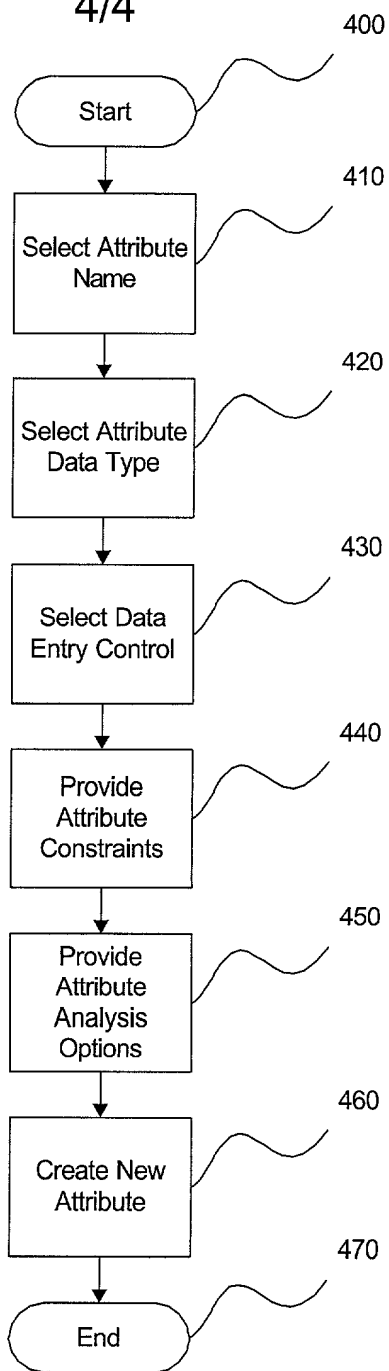 4/4
400
Start
410
Select Attribute
Name
420
Select Attribute
Data Type
430
Select Data
Entry Control
440
Provide
Attribute
Constraints
450
Provide
Attribute
Analysis
Options
460
Create New
Attribute
470
End